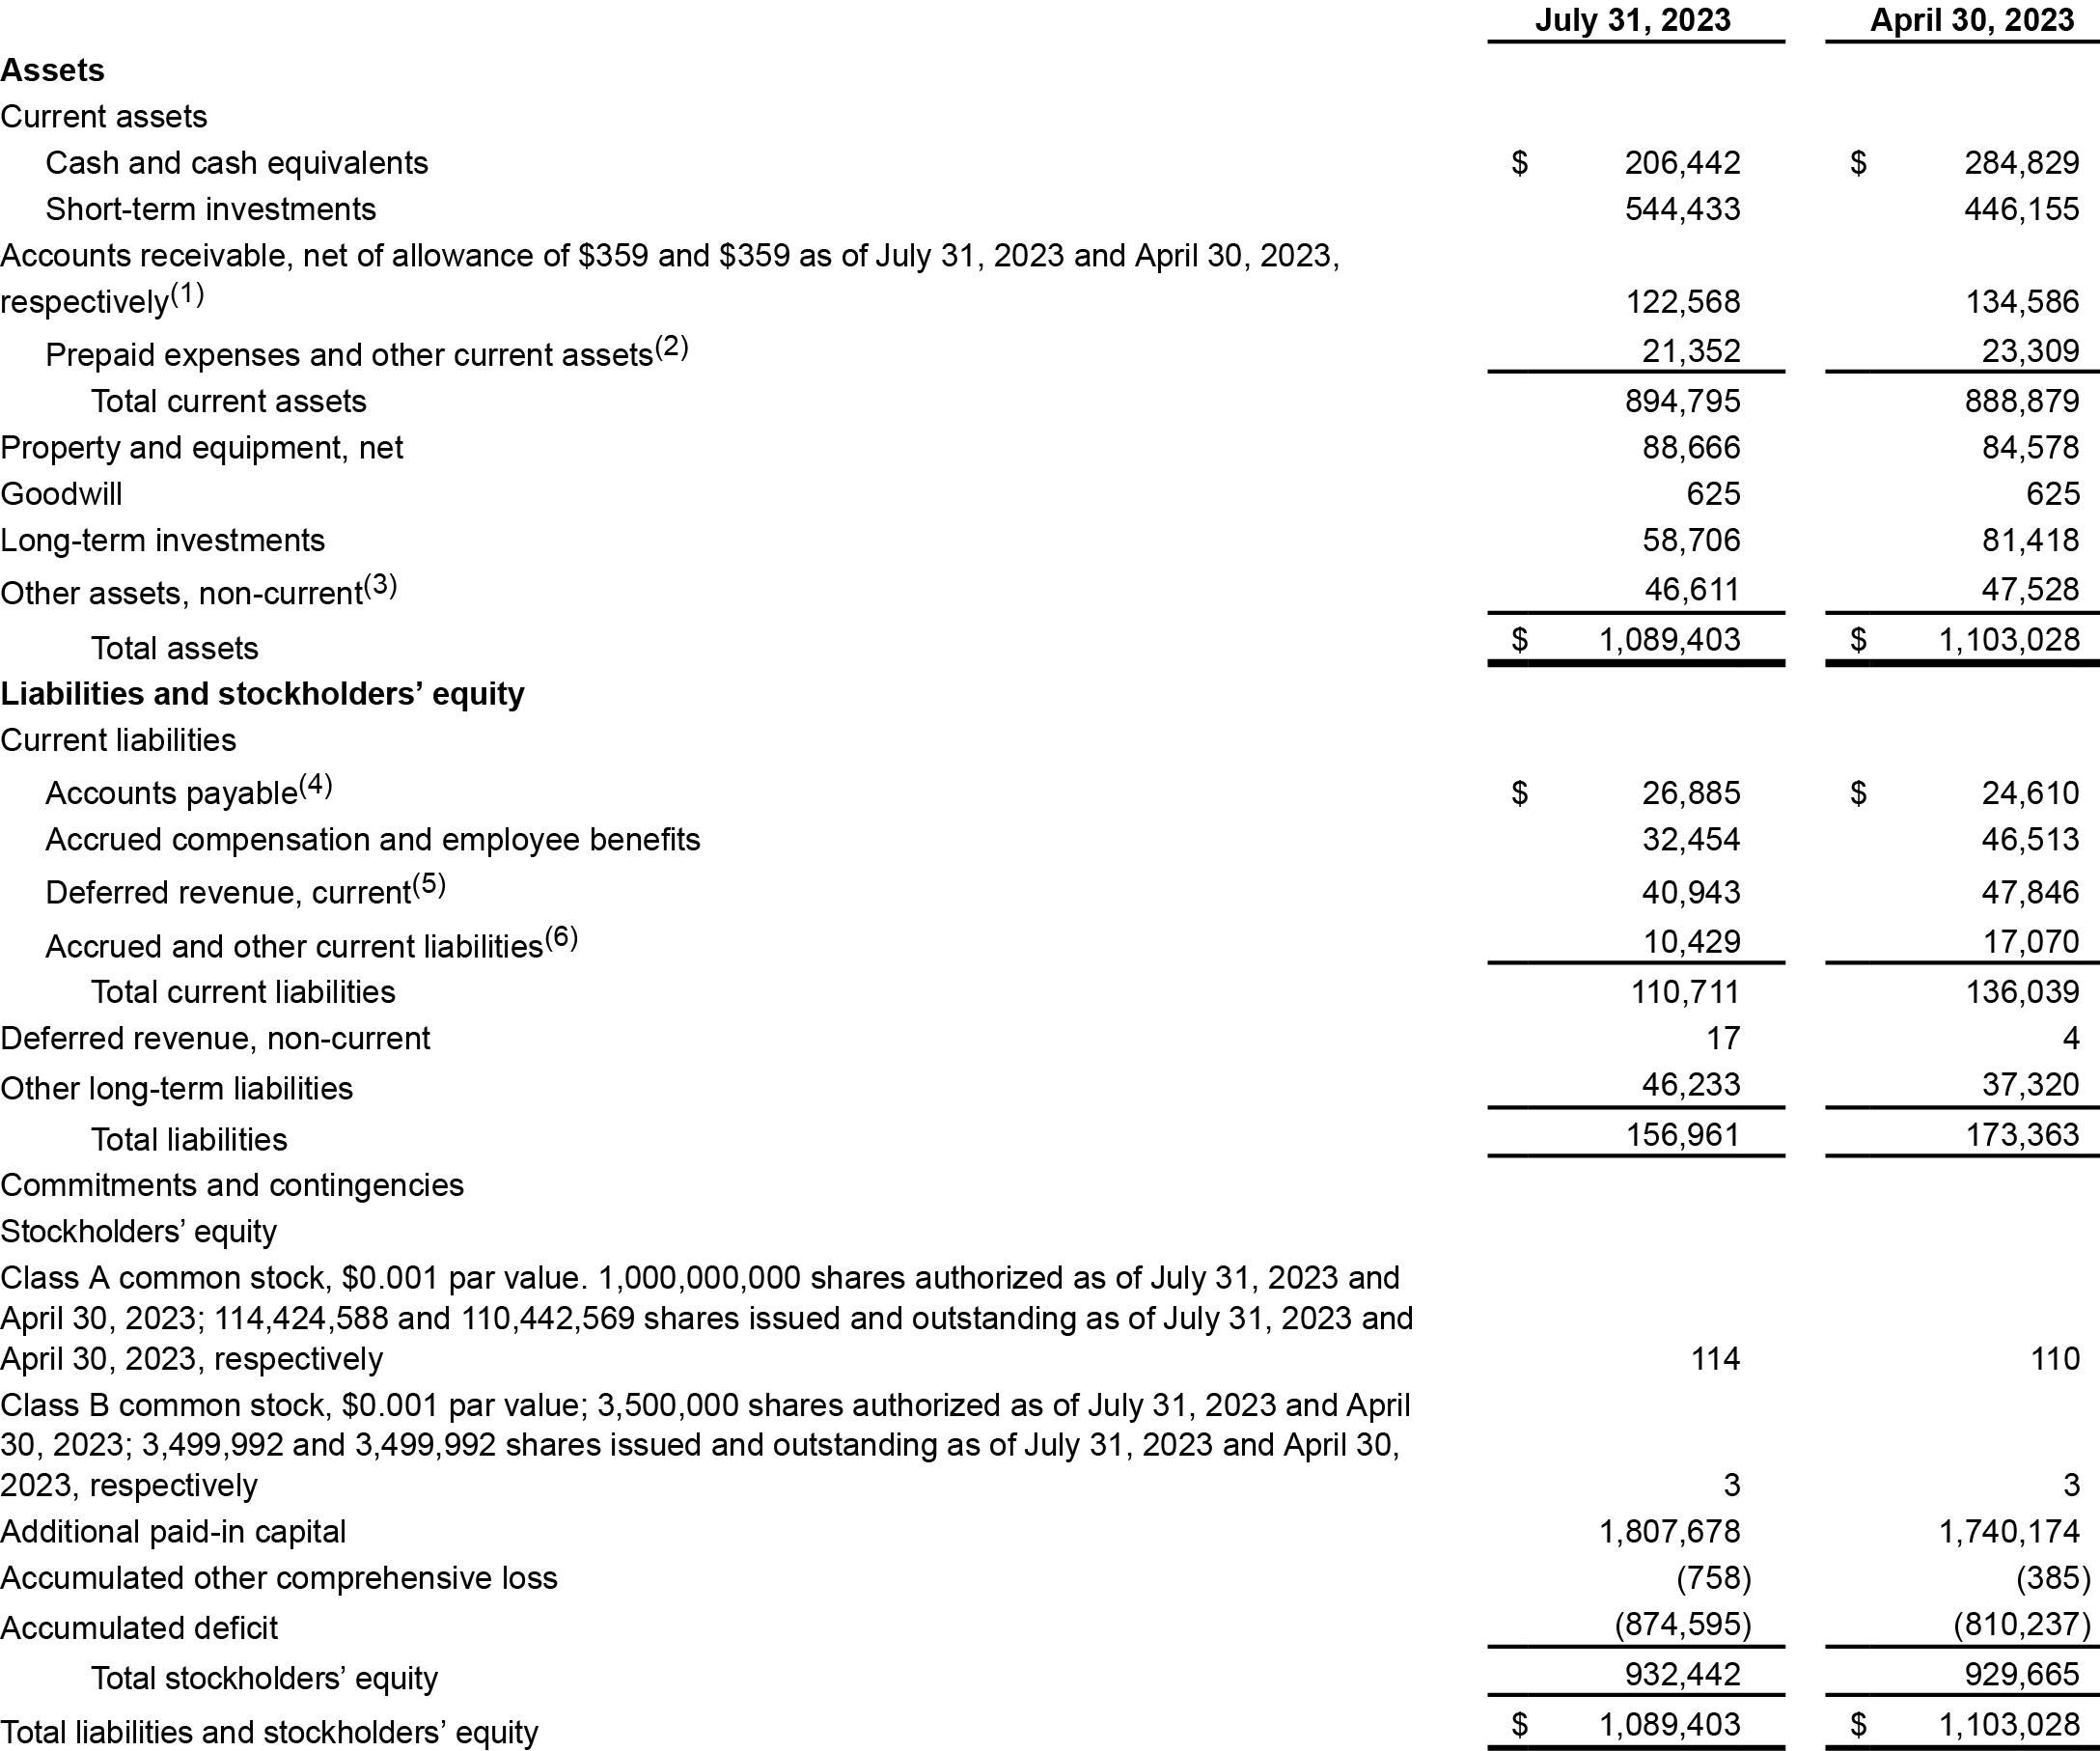 July 31, 2023 April 30, 2023
Assets
Current assets
Cash and cash equivalents $ 206,442 $ 284,829
Short-term investments 544,433 446,155
Accounts receivable, net of allowance of $359 and $359 as of July 31, 2023 and April 30, 2023,
respectively(1) 122,568 134,586
Prepaid expenses and other current assets(2) 21,352 23,309
Total current assets 894,795 888,879
Property and equipment, net 88,666 84,578
Goodwill 625 625
Long-term investments 58,706 81,418
Other assets, non-current(3) 46,611 47,528
Total assets $ 1,089,403 $ 1,103,028
Liabilities and stockholders’ equity
Current liabilities
Accounts payable(4) $ 26,885 $ 24,610
Accrued compensation and employee benefits 32,454 46,513
Deferred revenue, current(5) 40,943 47,846
Accrued and other current liabilities(6) 10,429 17,070
Total current liabilities 110,711 136,039
Deferred revenue, non-current 17 4
Other long-term liabilities 46,233 37,320
Total liabilities 156,961 173,363
Commitments and contingencies
Stockholders’ equity
Class A common stock, $0.001 par value. 1,000,000,000 shares authorized as of July 31, 2023 and
April 30, 2023; 114,424,588 and 110,442,569 shares issued and outstanding as of July 31, 2023 and
April 30, 2023, respectively 114 110
Class B common stock, $0.001 par value; 3,500,000 shares authorized as of July 31, 2023 and April
30, 2023; 3,499,992 and 3,499,992 shares issued and outstanding as of July 31, 2023 and April 30,
2023, respectively 3 3
Additional paid-in capital 1,807,678 1,740,174
Accumulated other comprehensive loss (758) (385)
Accumulated deficit (874,595) (810,237)
Total stockholders’ equity 932,442 929,665
Total liabilities and stockholders’ equity $ 1,089,403 $ 1,103,028